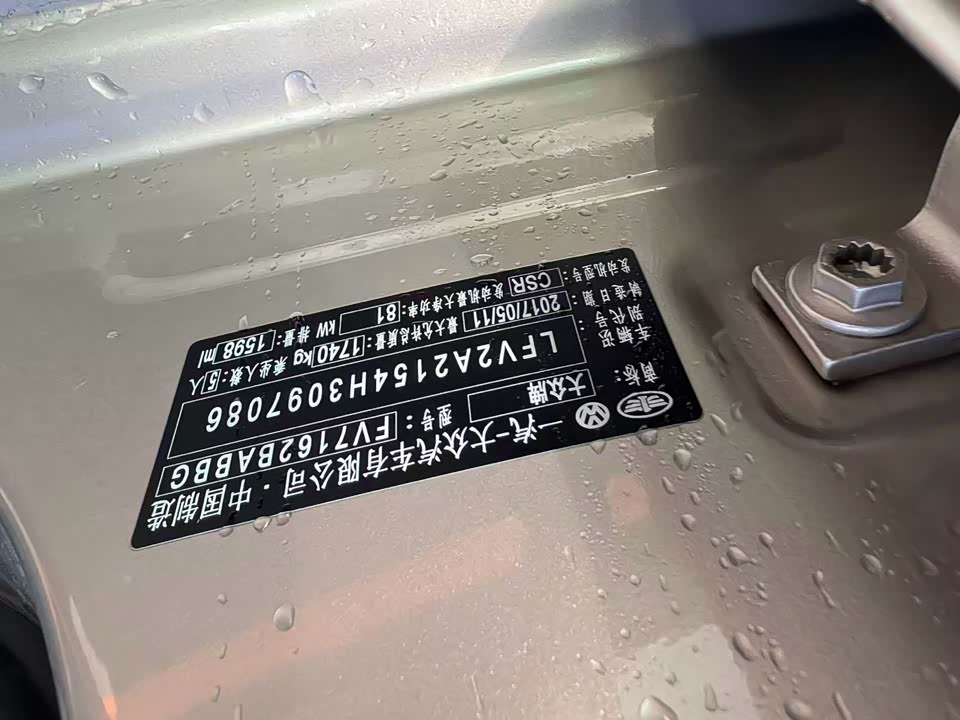 一汽-大众汽车有限公司·中国制造
商标: 大众牌 型号: FV7162BABBG
车辆识别代号: LFV2A2154H3097086
制造日期: 2017/05/11 最大允许总质量: 1740 kg 乘坐人数: 5 人
发动机型号: CSR 发动机最大净功率: 81 kW 排量: 1598 ml